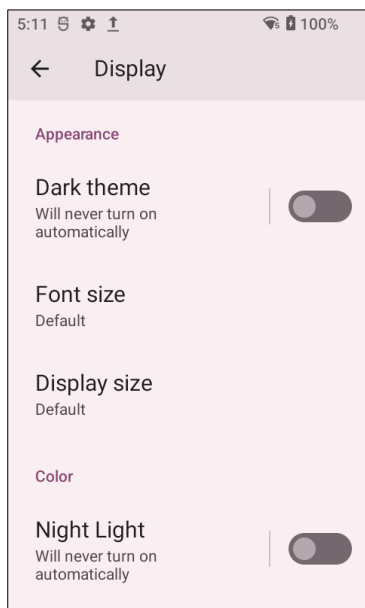 5:11 100%
Display
Appearance
Dark theme
Will never turn on
automatically
Font size
Default
Display size
Default
Color
Night Light
Will never turn on
automatically